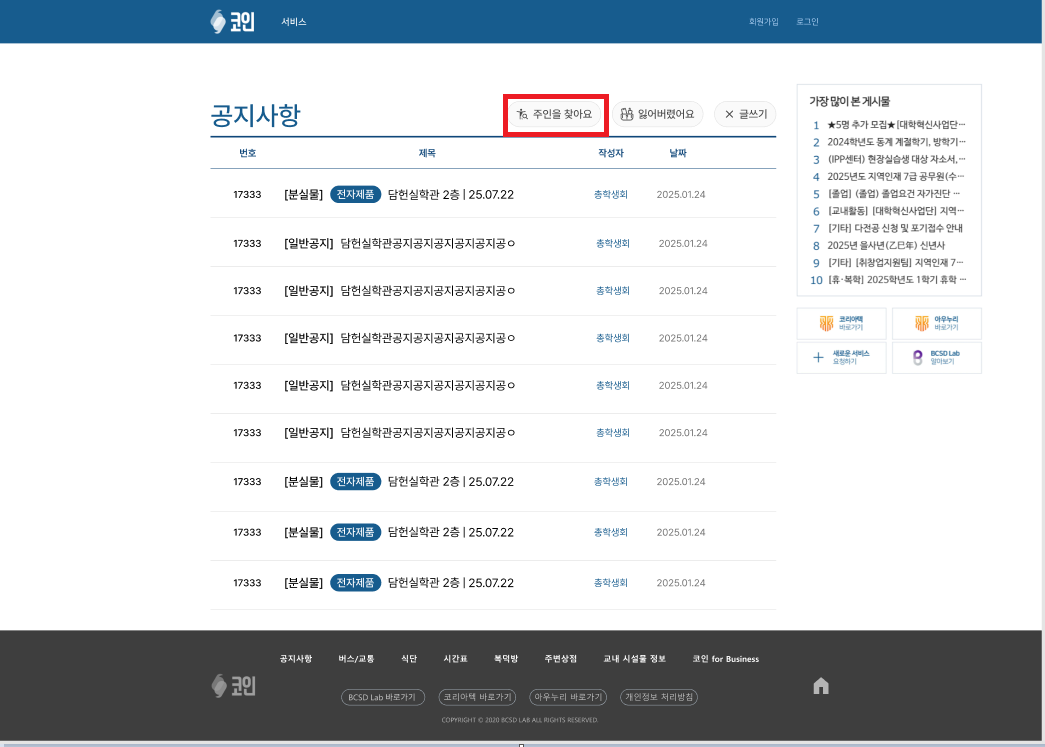 코인 서비스 회원가입 로그인
공지사항 주인을 찾아요 잃어버렸어요 글쓰기
번호 제목 작성자 날짜
17333 [분실물] 전자제품 담헌실학관 2층 | 25.07.22 총학생회 2025.01.24
17333 [일반공지] 담헌실학관공지공지공지공지공지공ㅇ 총학생회 2025.01.24
17333 [일반공지] 담헌실학관공지공지공지공지공지공ㅇ 총학생회 2025.01.24
17333 [일반공지] 담헌실학관공지공지공지공지공지공ㅇ 총학생회 2025.01.24
17333 [일반공지] 담헌실학관공지공지공지공지공지공ㅇ 총학생회 2025.01.24
17333 [일반공지] 담헌실학관공지공지공지공지공지공ㅇ 총학생회 2025.01.24
17333 [분실물] 전자제품 담헌실학관 2층 | 25.07.22 총학생회 2025.01.24
17333 [분실물] 전자제품 담헌실학관 2층 | 25.07.22 총학생회 2025.01.24
17333 [분실물] 전자제품 담헌실학관 2층 | 25.07.22 총학생회 2025.01.24
가장 많이 본 게시물
1 ★5명 추가 모집★[대학혁신사업단···
2 2024학년도 동계 계절학기, 방학기···
3 (IPP센터) 현장실습생 대상 자소서,···
4 2025년도 지역인재 7급 공무원(수···
5 [졸업] (졸업) 졸업요건 자가진단 ···
6 [교내활동] [대학혁신사업단] 지역···
7 [기타] 다전공 신청 및 포기접수 안내
8 2025년 을사년(乙巳年) 신년사
9 [기타] [취창업지원팀] 지역인재 7···
10 [휴·복학] 2025학년도 1학기 휴학 ···
코리아텍 바로가기
아우누리 바로가기
새로운 서비스 요청하기
BCSD Lab 알아보기
공지사항 버스/교통 식단 시간표 복덕방 주변상점 교내 시설물 정보 코인 for Business
코인
BCSD Lab 바로가기 코리아텍 바로가기 아우누리 바로가기 개인정보 처리방침
COPYRIGHT © 2020 BCSD LAB ALL RIGHTS RESERVED.